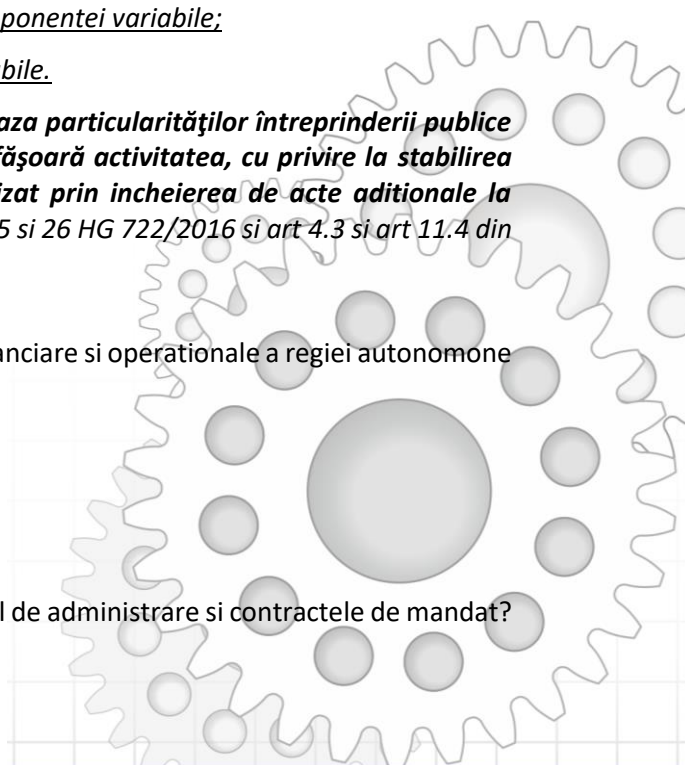 ponentei variabile;
bile.
aza particularităţilor întreprinderii publice
făşoară activitatea, cu privire la stabilirea
izat prin incheierea de acte aditionale la
5 si 26 HG 722/2016 si art 4.3 si art 11.4 din
anciare si operationale a regiei autonomone
l de administrare si contractele de mandat?